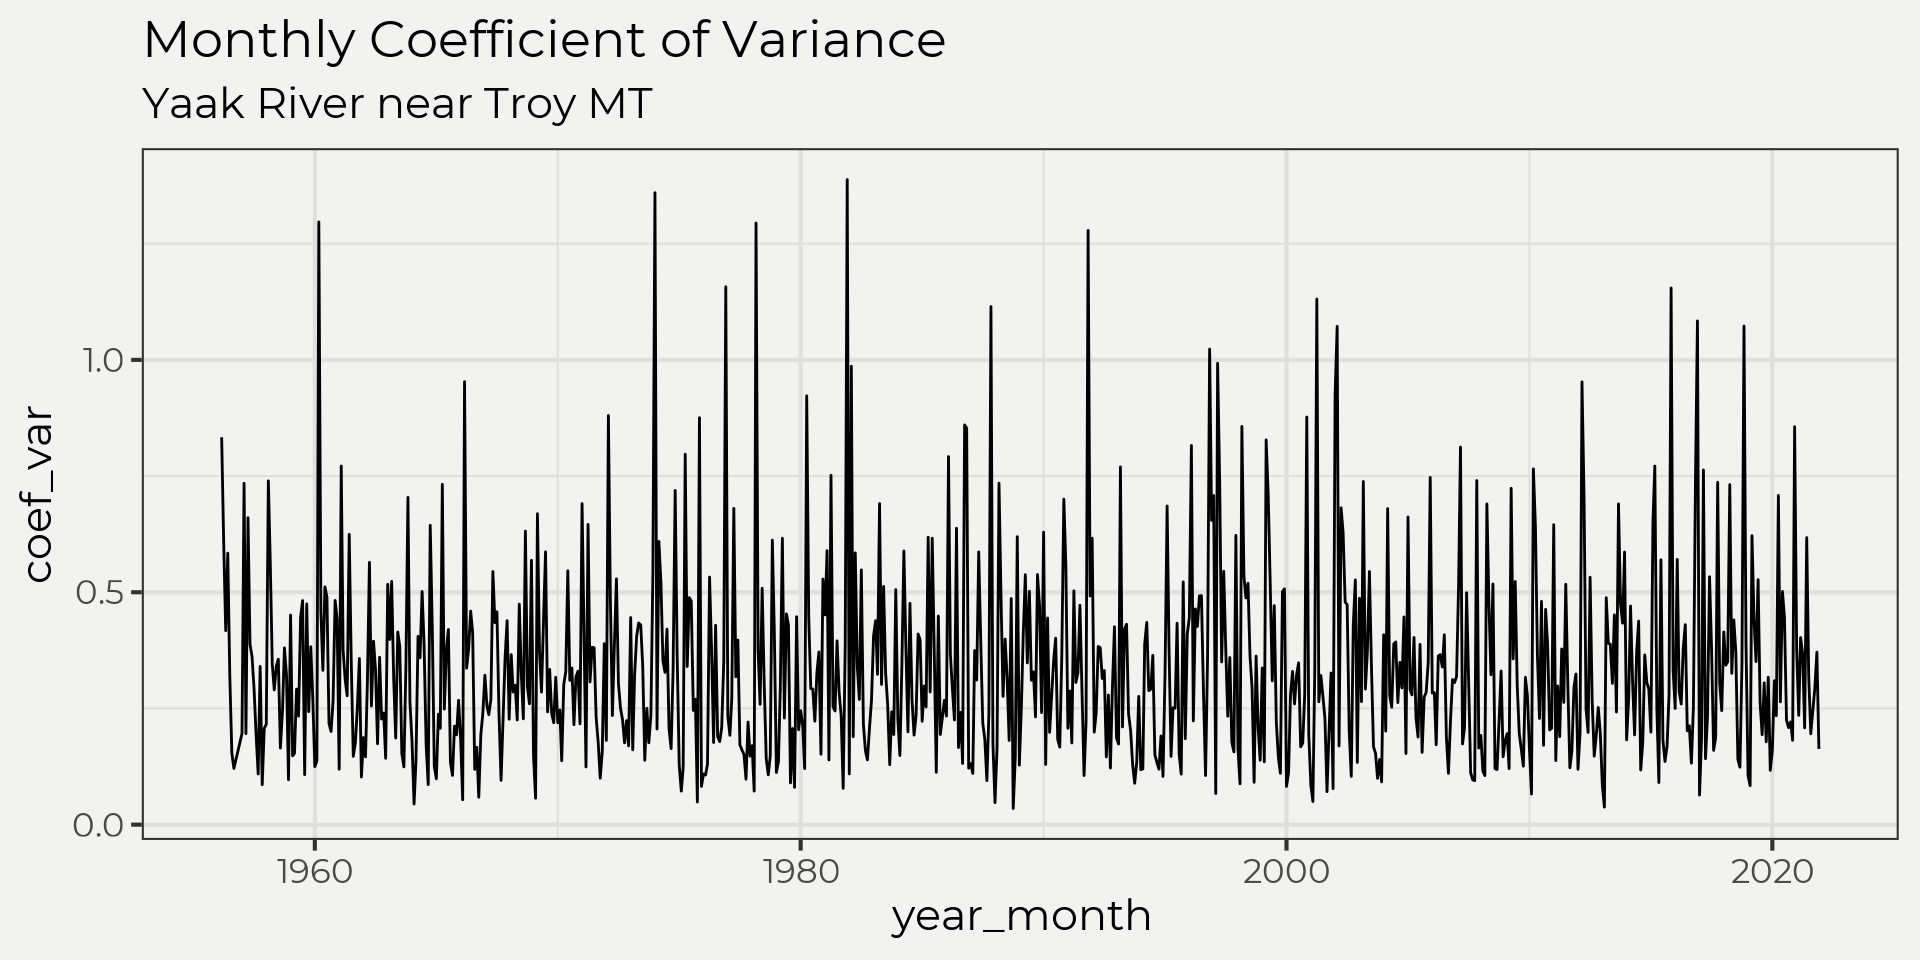 Monthly Coefficient of Variance
Yaak River near Troy MT
coef_var
1.0
0.5
0.0
1960 1980 2000 2020
year_month